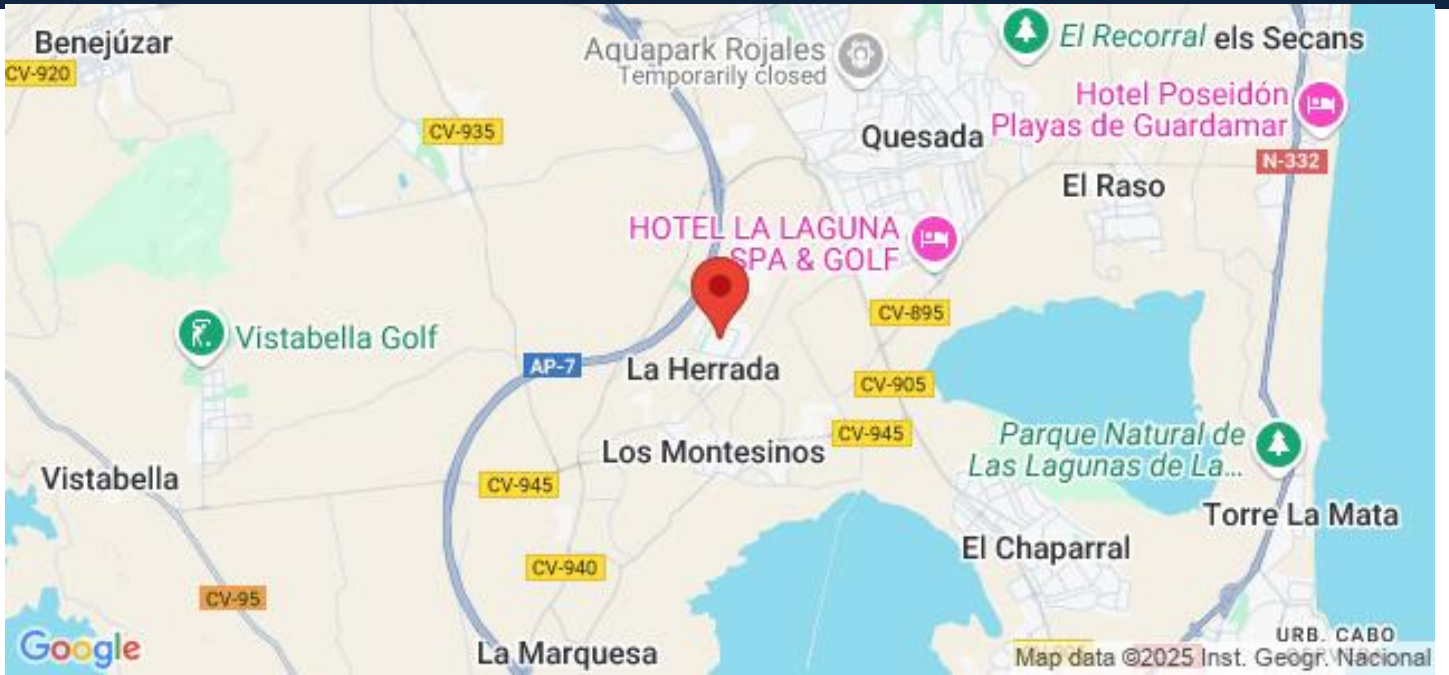 Benejúzar
CV-920
Aquapark Rojales
Temporarily closed
El Recorral
els Secans
Hotel Poseidón
Playas de Guardamar
CV-935
Quesada
N-332
El Raso
HOTEL LA LAGUNA
SPA & GOLF
CV-895
Vistabella Golf
AP-7
La Herrada
CV-905
CV-945
Los Montesinos
Parque Natural de
Las Lagunas de La...
Vistabella
CV-945
Torre La Mata
El Chaparral
CV-940
CV-95
Google
La Marquesa
URB. CABO
Map data ©2025 Inst. Geogr. Nacional